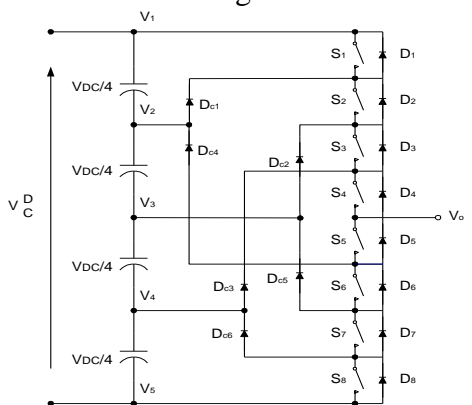 V1
S1
D1
VDC/4
V2
S2
D2
Dc1
Dc4
S3
D3
Dc2
VDC/4
S4
D4
V3
Vo
V DC
S5
D5
VDC/4
Dc3
Dc5
S6
D6
V4
Dc6
S7
D7
VDC/4
S8
D8
V5